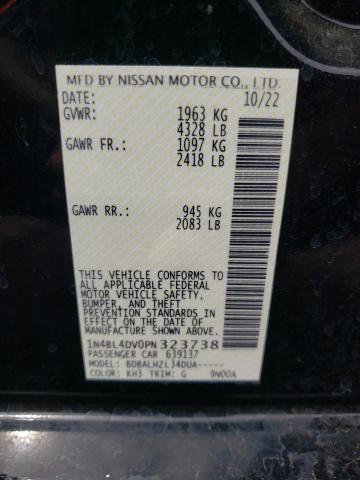 MFD BY NISSAN MOTOR CO., LTD.
DATE: 10/22
GVWR: 1963 KG
4328 LB
GAWR FR.: 1097 KG
2418 LB
GAWR RR.: 945 KG
2083 LB
THIS VEHICLE CONFORMS TO
ALL APPLICABLE FEDERAL
MOTOR VEHICLE SAFETY,
BUMPER, AND THEFT
PREVENTION STANDARDS IN
EFFECT ON THE DATE OF
MANUFACTURE SHOWN ABOVE.
1N4BL4DV0PN323738
PASSENGER CAR 639137
MODEL: BDBALHZL34DUA-----
COLOR: KH3 TRIM: G 9N00A